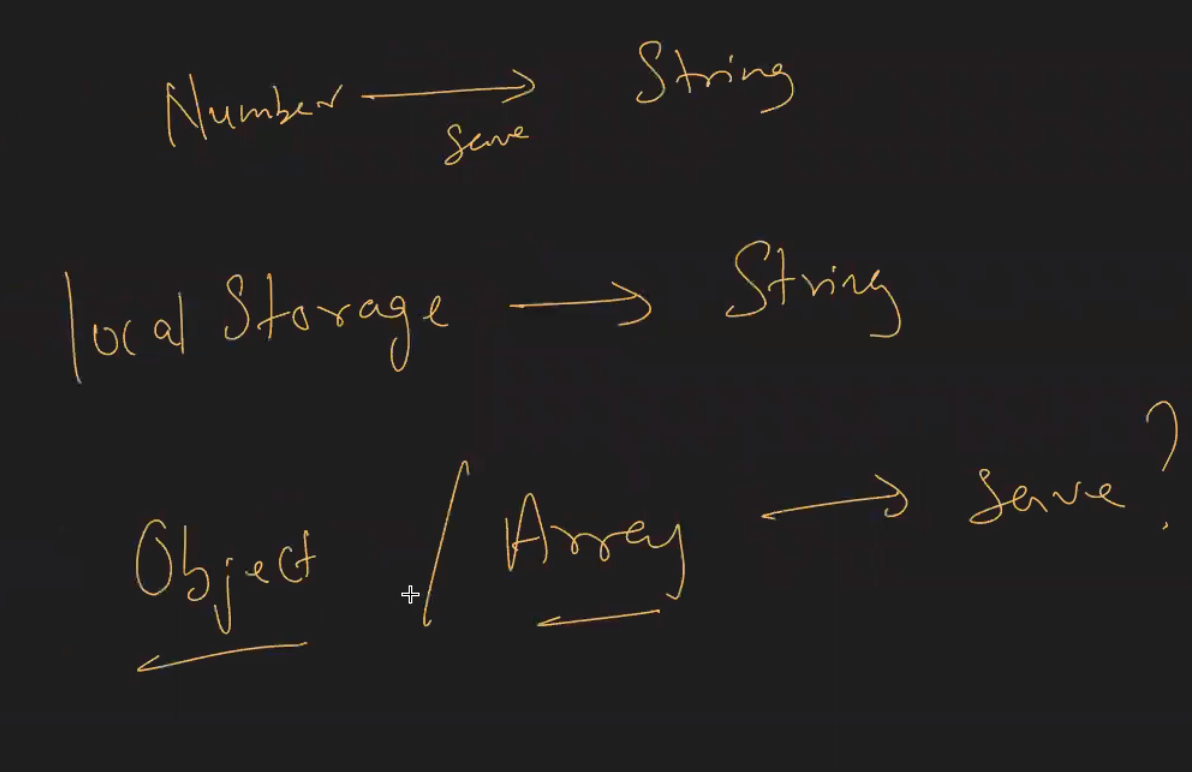 Number → String
save
local Storage → String
Object / Array → save?